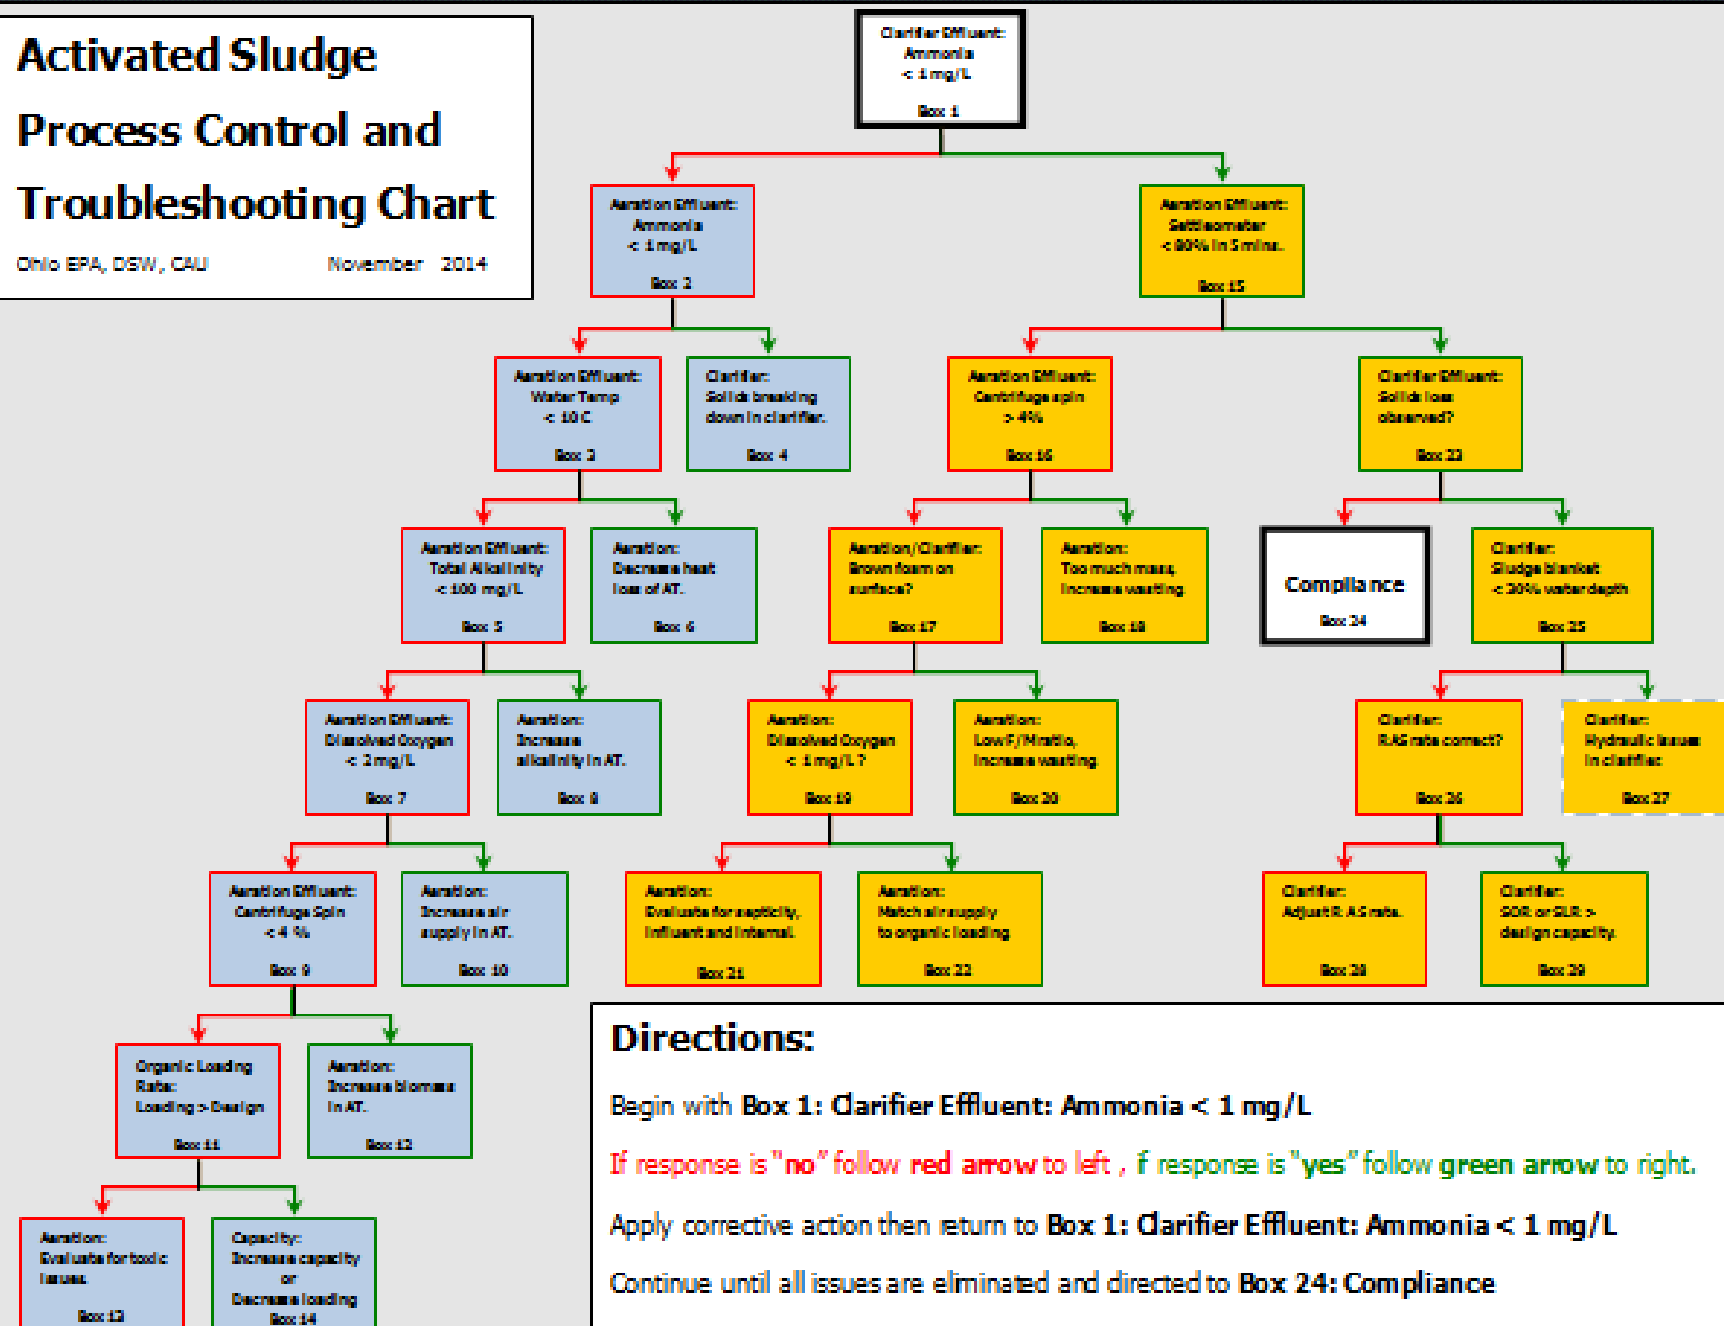 Activated Sludge
Process Control and
Troubleshooting Chart
Ohio EPA, DSW, CAU November 2014
Clarifier Effluent:
Ammonia
< 1 mg/L
Box 1
Aeration Effluent:
Ammonia
< 1 mg/L
Box 2
Aeration Effluent:
Settleometer
< 80% in 5 mins.
Box 15
Aeration Effluent:
Water Temp
< 10 C
Box 3
Clarifier:
Solids breaking
down in clarifier.
Box 4
Aeration Effluent:
Centrifuge spin
> 4%
Box 16
Clarifier Effluent:
Solids loss
observed?
Box 23
Aeration Effluent:
Total Alkalinity
< 100 mg/L
Box 5
Aeration:
Decrease heat
loss of AT.
Box 6
Aeration/Clarifier:
Brown foam on
surface?
Box 17
Aeration:
Too much mass,
Increase wasting.
Box 18
Compliance
Box 24
Clarifier:
Sludge blanket
< 30% water depth
Box 25
Aeration Effluent:
Dissolved Oxygen
< 2 mg/L
Box 7
Aeration:
Increase
alkalinity in AT.
Box 8
Aeration:
Dissolved Oxygen
< 1 mg/L ?
Box 19
Aeration:
Low F/M ratio,
Increase wasting.
Box 20
Clarifier:
RAS rate correct?
Box 26
Clarifier:
Hydraulic issues
in clarifier.
Box 27
Aeration Effluent:
Centrifuge Spin
< 4 %
Box 9
Aeration:
Increase air
supply in AT.
Box 10
Aeration:
Evaluate for septicity,
influent and internal.
Box 21
Aeration:
Match air supply
to organic loading
Box 22
Clarifier:
Adjust RAS rate.
Box 28
Clarifier:
SOR or SLR >
design capacity.
Box 29
Organic Loading
Rate:
Loading > Design
Box 11
Aeration:
Increase biomass
in AT.
Box 12
Aeration:
Evaluate for toxic
issues.
Box 13
Capacity:
Increase capacity
or
Decrease loading
Box 14
Directions:
Begin with Box 1: Clarifier Effluent: Ammonia < 1 mg/L
If response is "no" follow red arrow to left , if response is "yes" follow green arrow to right.
Apply corrective action then return to Box 1: Clarifier Effluent: Ammonia < 1 mg/L
Continue until all issues are eliminated and directed to Box 24: Compliance